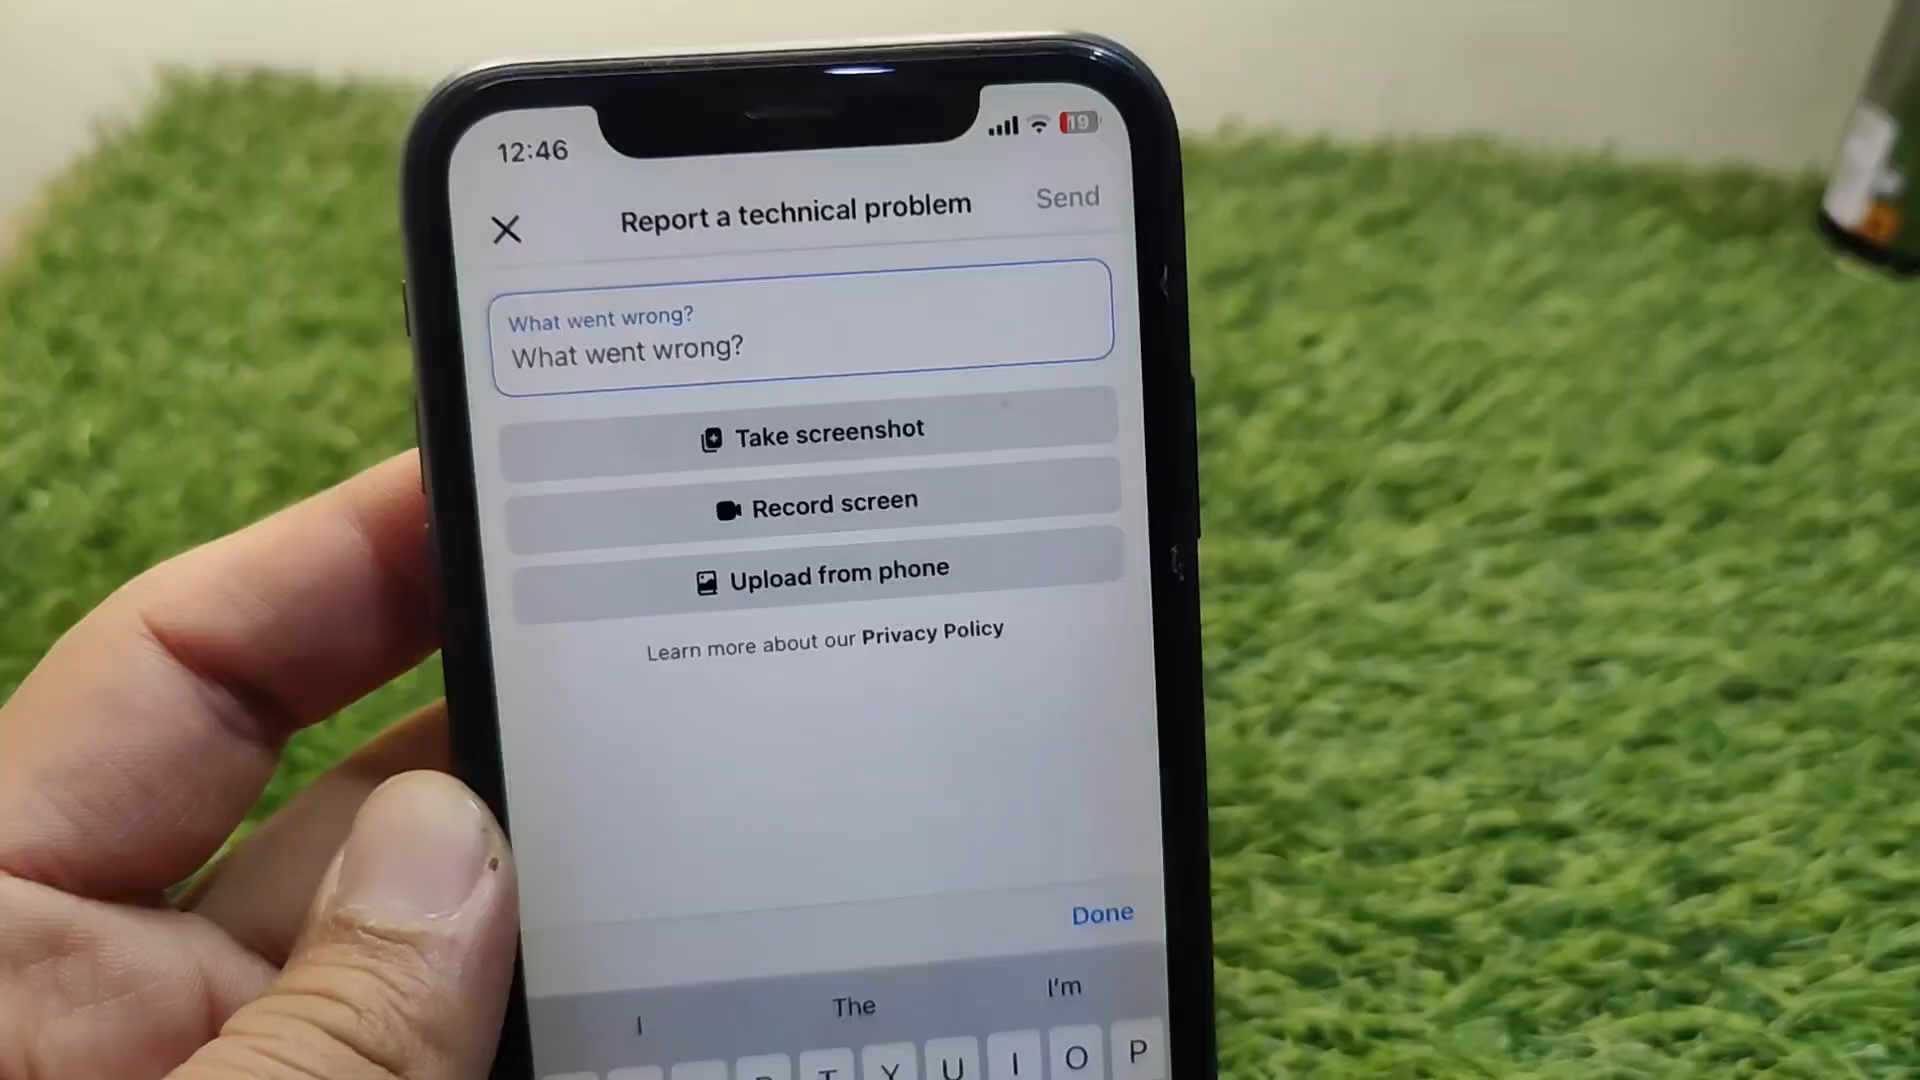 12:46
19
Report a technical problem
Send
What went wrong?
What went wrong?
Take screenshot
Record screen
Upload from phone
Learn more about our Privacy Policy
Done
I
The
I'm
T Y U I O P